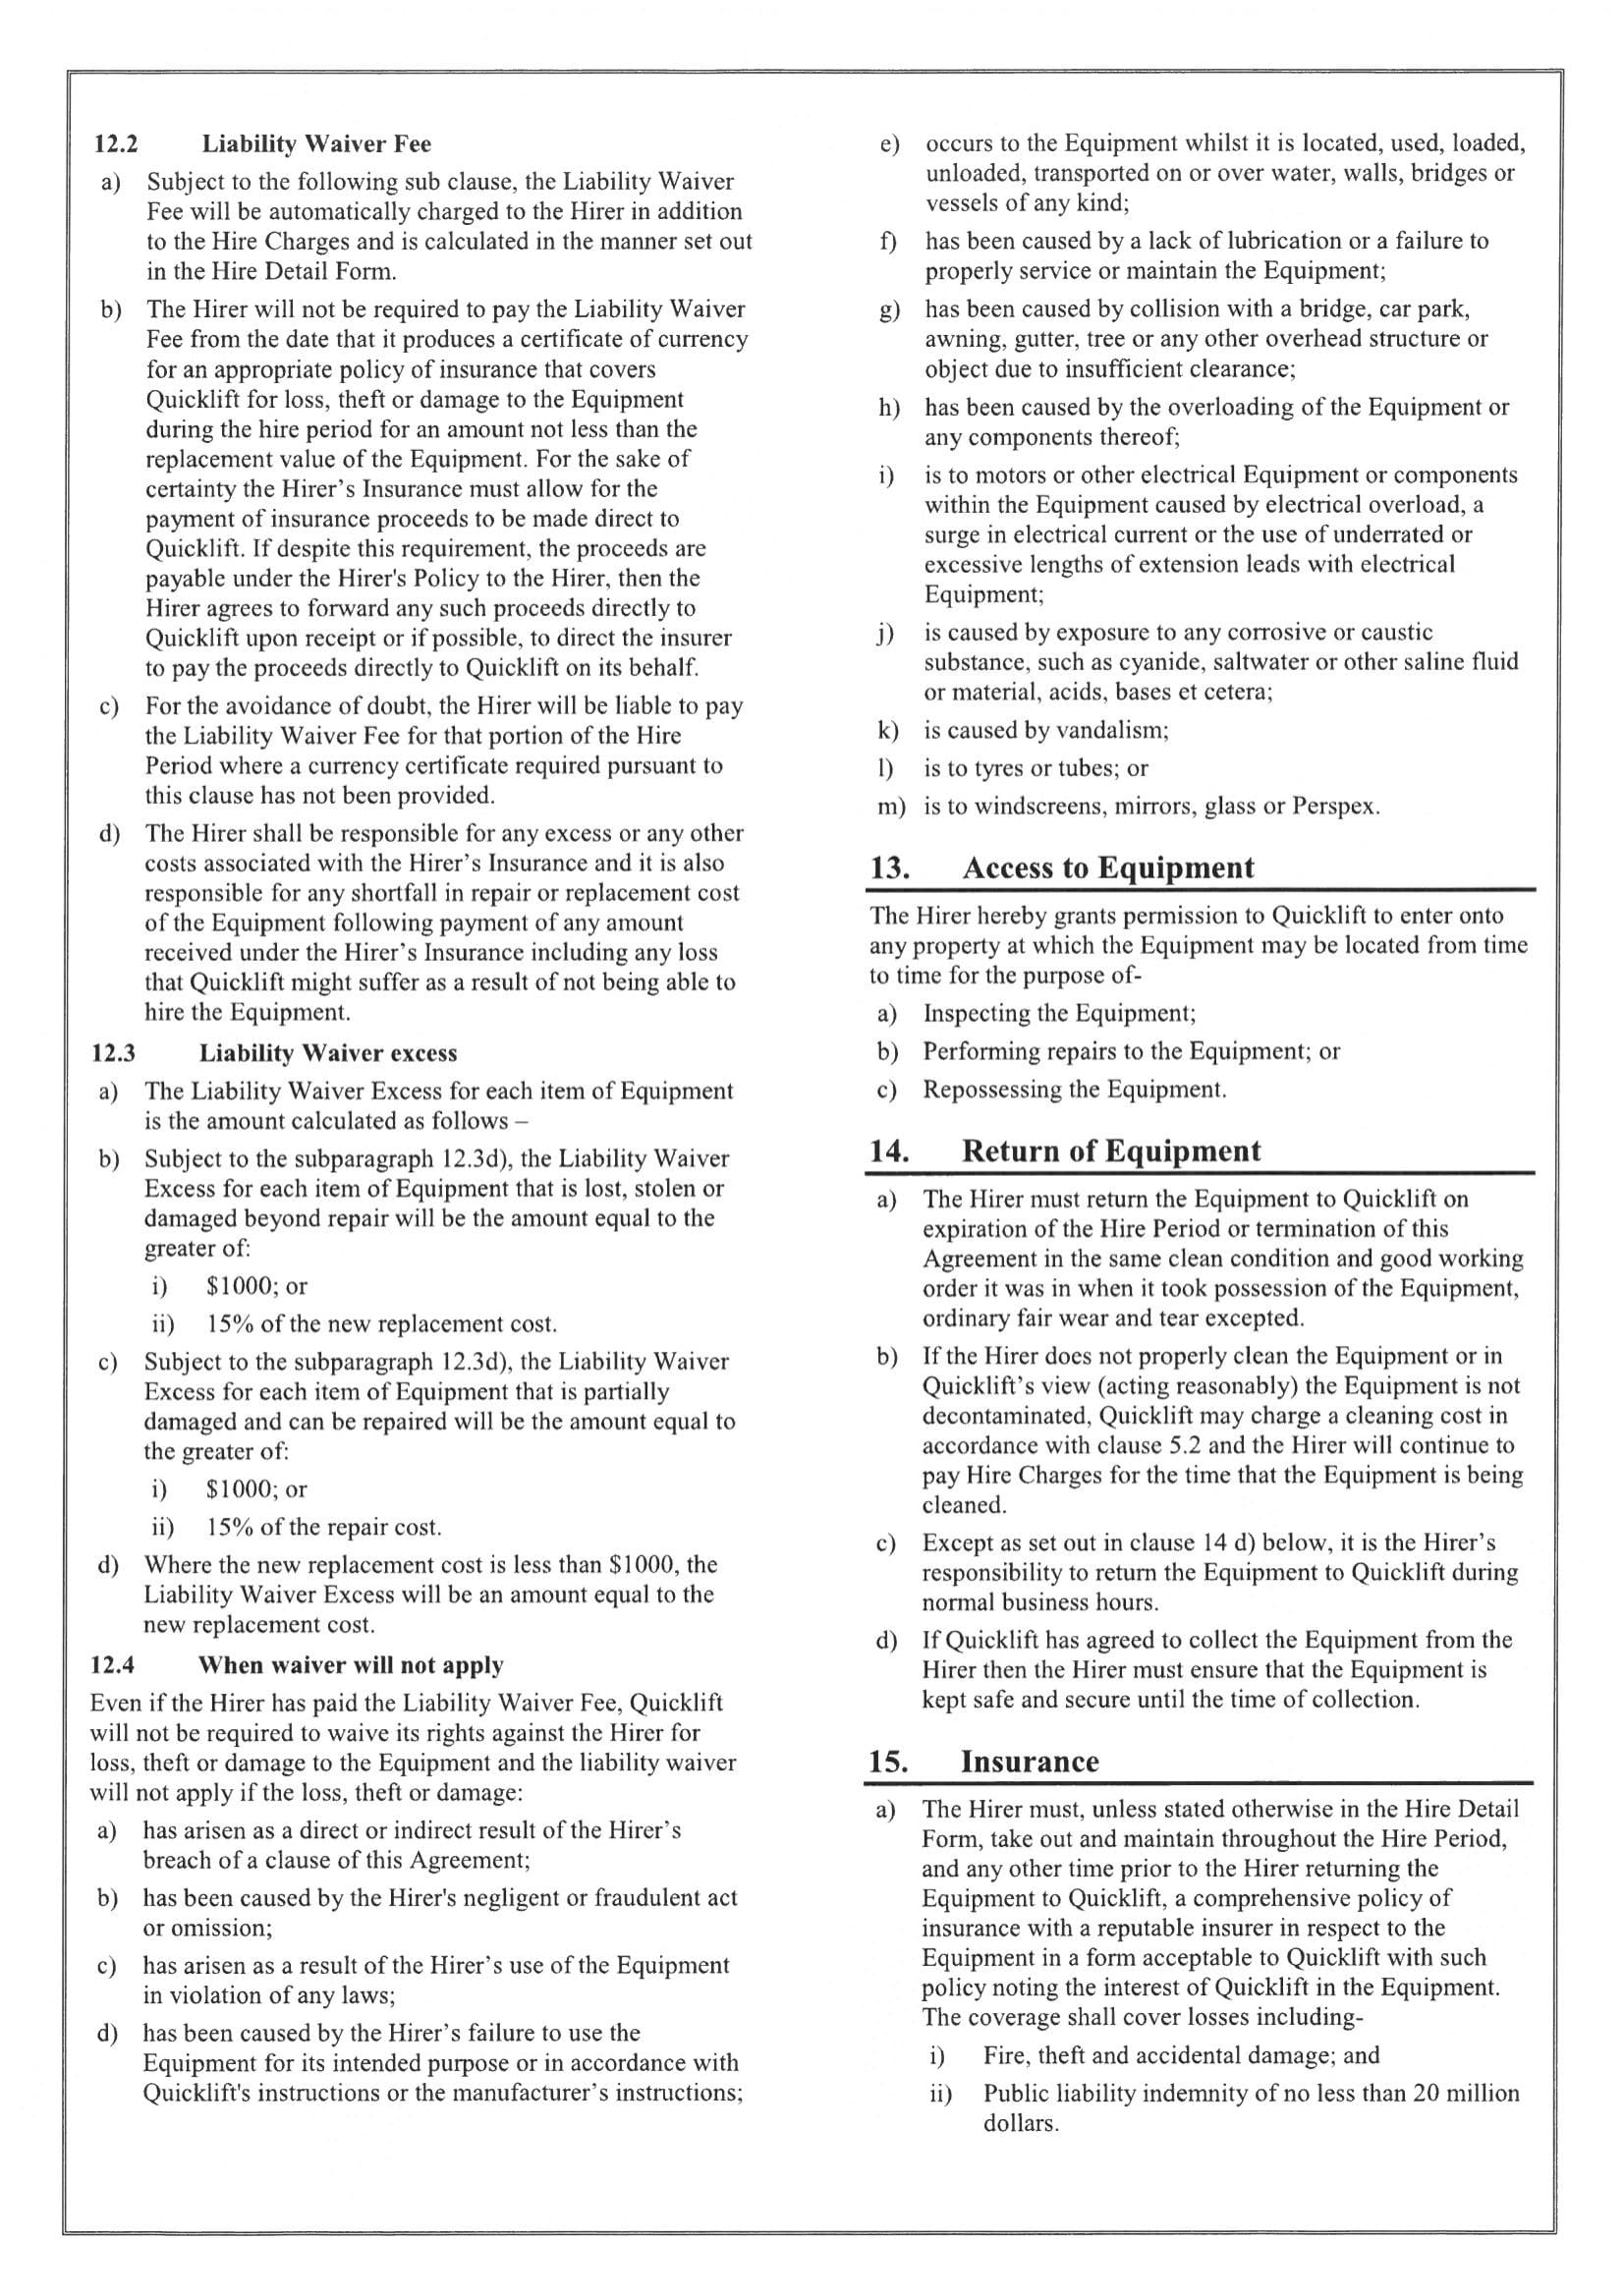 12.2 Liability Waiver Fee
a) Subject to the following sub clause, the Liability Waiver
Fee will be automatically charged to the Hirer in addition
to the Hire Charges and is calculated in the manner set out
in the Hire Detail Form.
b) The Hirer will not be required to pay the Liability Waiver
Fee from the date that it produces a certificate of currency
for an appropriate policy of insurance that covers
Quicklift for loss, theft or damage to the Equipment
during the hire period for an amount not less than the
replacement value of the Equipment. For the sake of
certainty the Hirer’s Insurance must allow for the
payment of insurance proceeds to be made direct to
Quicklift. If despite this requirement, the proceeds are
payable under the Hirer's Policy to the Hirer, then the
Hirer agrees to forward any such proceeds directly to
Quicklift upon receipt or if possible, to direct the insurer
to pay the proceeds directly to Quicklift on its behalf.
c) For the avoidance of doubt, the Hirer will be liable to pay
the Liability Waiver Fee for that portion of the Hire
Period where a currency certificate required pursuant to
this clause has not been provided.
d) The Hirer shall be responsible for any excess or any other
costs associated with the Hirer’s Insurance and it is also
responsible for any shortfall in repair or replacement cost
of the Equipment following payment of any amount
received under the Hirer’s Insurance including any loss
that Quicklift might suffer as a result of not being able to
hire the Equipment.
12.3 Liability Waiver excess
a) The Liability Waiver Excess for each item of Equipment
is the amount calculated as follows –
b) Subject to the subparagraph 12.3d), the Liability Waiver
Excess for each item of Equipment that is lost, stolen or
damaged beyond repair will be the amount equal to the
greater of:
i) $1000; or
ii) 15% of the new replacement cost.
c) Subject to the subparagraph 12.3d), the Liability Waiver
Excess for each item of Equipment that is partially
damaged and can be repaired will be the amount equal to
the greater of:
i) $1000; or
ii) 15% of the repair cost.
d) Where the new replacement cost is less than $1000, the
Liability Waiver Excess will be an amount equal to the
new replacement cost.
12.4 When waiver will not apply
Even if the Hirer has paid the Liability Waiver Fee, Quicklift
will not be required to waive its rights against the Hirer for
loss, theft or damage to the Equipment and the liability waiver
will not apply if the loss, theft or damage:
a) has arisen as a direct or indirect result of the Hirer’s
breach of a clause of this Agreement;
b) has been caused by the Hirer's negligent or fraudulent act
or omission;
c) has arisen as a result of the Hirer’s use of the Equipment
in violation of any laws;
d) has been caused by the Hirer’s failure to use the
Equipment for its intended purpose or in accordance with
Quicklift's instructions or the manufacturer’s instructions;
e) occurs to the Equipment whilst it is located, used, loaded,
unloaded, transported on or over water, walls, bridges or
vessels of any kind;
f) has been caused by a lack of lubrication or a failure to
properly service or maintain the Equipment;
g) has been caused by collision with a bridge, car park,
awning, gutter, tree or any other overhead structure or
object due to insufficient clearance;
h) has been caused by the overloading of the Equipment or
any components thereof;
i) is to motors or other electrical Equipment or components
within the Equipment caused by electrical overload, a
surge in electrical current or the use of underrated or
excessive lengths of extension leads with electrical
Equipment;
j) is caused by exposure to any corrosive or caustic
substance, such as cyanide, saltwater or other saline fluid
or material, acids, bases et cetera;
k) is caused by vandalism;
l) is to tyres or tubes; or
m) is to windscreens, mirrors, glass or Perspex.
13. Access to Equipment
The Hirer hereby grants permission to Quicklift to enter onto
any property at which the Equipment may be located from time
to time for the purpose of-
a) Inspecting the Equipment;
b) Performing repairs to the Equipment; or
c) Repossessing the Equipment.
14. Return of Equipment
a) The Hirer must return the Equipment to Quicklift on
expiration of the Hire Period or termination of this
Agreement in the same clean condition and good working
order it was in when it took possession of the Equipment,
ordinary fair wear and tear excepted.
b) If the Hirer does not properly clean the Equipment or in
Quicklift’s view (acting reasonably) the Equipment is not
decontaminated, Quicklift may charge a cleaning cost in
accordance with clause 5.2 and the Hirer will continue to
pay Hire Charges for the time that the Equipment is being
cleaned.
c) Except as set out in clause 14 d) below, it is the Hirer’s
responsibility to return the Equipment to Quicklift during
normal business hours.
d) If Quicklift has agreed to collect the Equipment from the
Hirer then the Hirer must ensure that the Equipment is
kept safe and secure until the time of collection.
15. Insurance
a) The Hirer must, unless stated otherwise in the Hire Detail
Form, take out and maintain throughout the Hire Period,
and any other time prior to the Hirer returning the
Equipment to Quicklift, a comprehensive policy of
insurance with a reputable insurer in respect to the
Equipment in a form acceptable to Quicklift with such
policy noting the interest of Quicklift in the Equipment.
The coverage shall cover losses including-
i) Fire, theft and accidental damage; and
ii) Public liability indemnity of no less than 20 million
dollars.